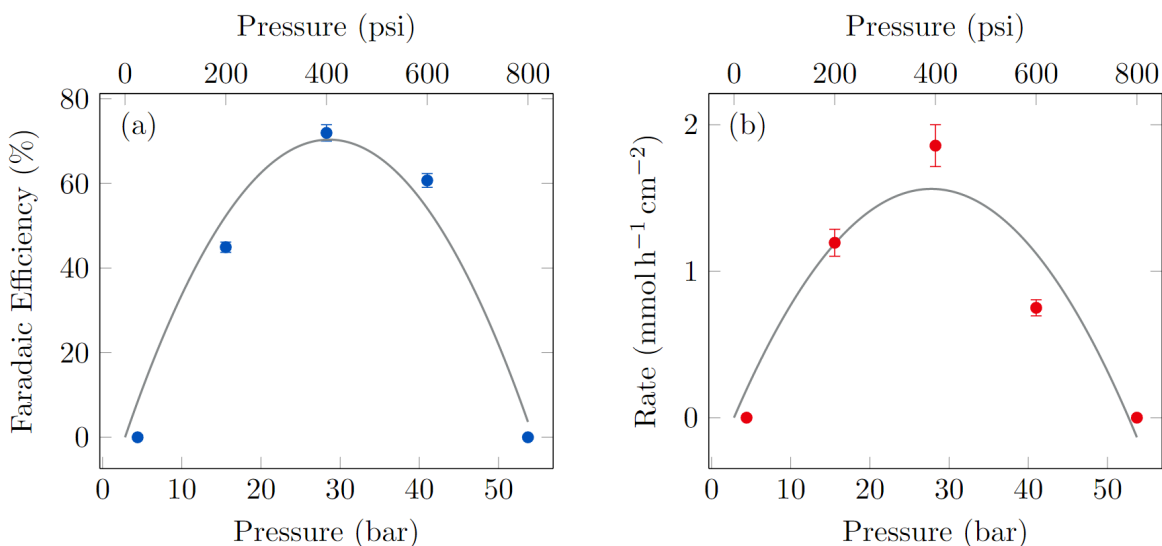 Pressure (psi)
0 200 400 600 800
(a)
Faradaic Efficiency (%)
80
60
40
20
0
0 10 20 30 40 50
Pressure (bar)
Pressure (psi)
0 200 400 600 800
(b)
Rate (mmol h⁻¹ cm⁻²)
2
1
0
0 10 20 30 40 50
Pressure (bar)